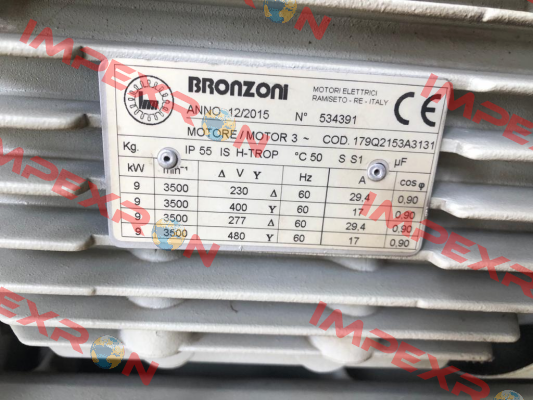 BRONZONI
MOTORI ELETTRICI
RAMISETO - RE - ITALY
CE
lm
ANNO 12/2015 N° 534391
MOTORE / MOTOR 3 ~ COD. 179Q2153A3131
Kg. IP 55 IS H-TROP °C 50 S S1 µF
kW min⁻¹ Δ V Y Hz A cos φ
9 3500 230 Δ 60 29.4 0,90
9 3500 400 Y 60 17 0,90
9 3500 277 Δ 60 29.4 0,90
9 3500 480 Y 60 17 0,90
IMPEXRON
IMPEXRON
IMPEXRON
IMPEXRON